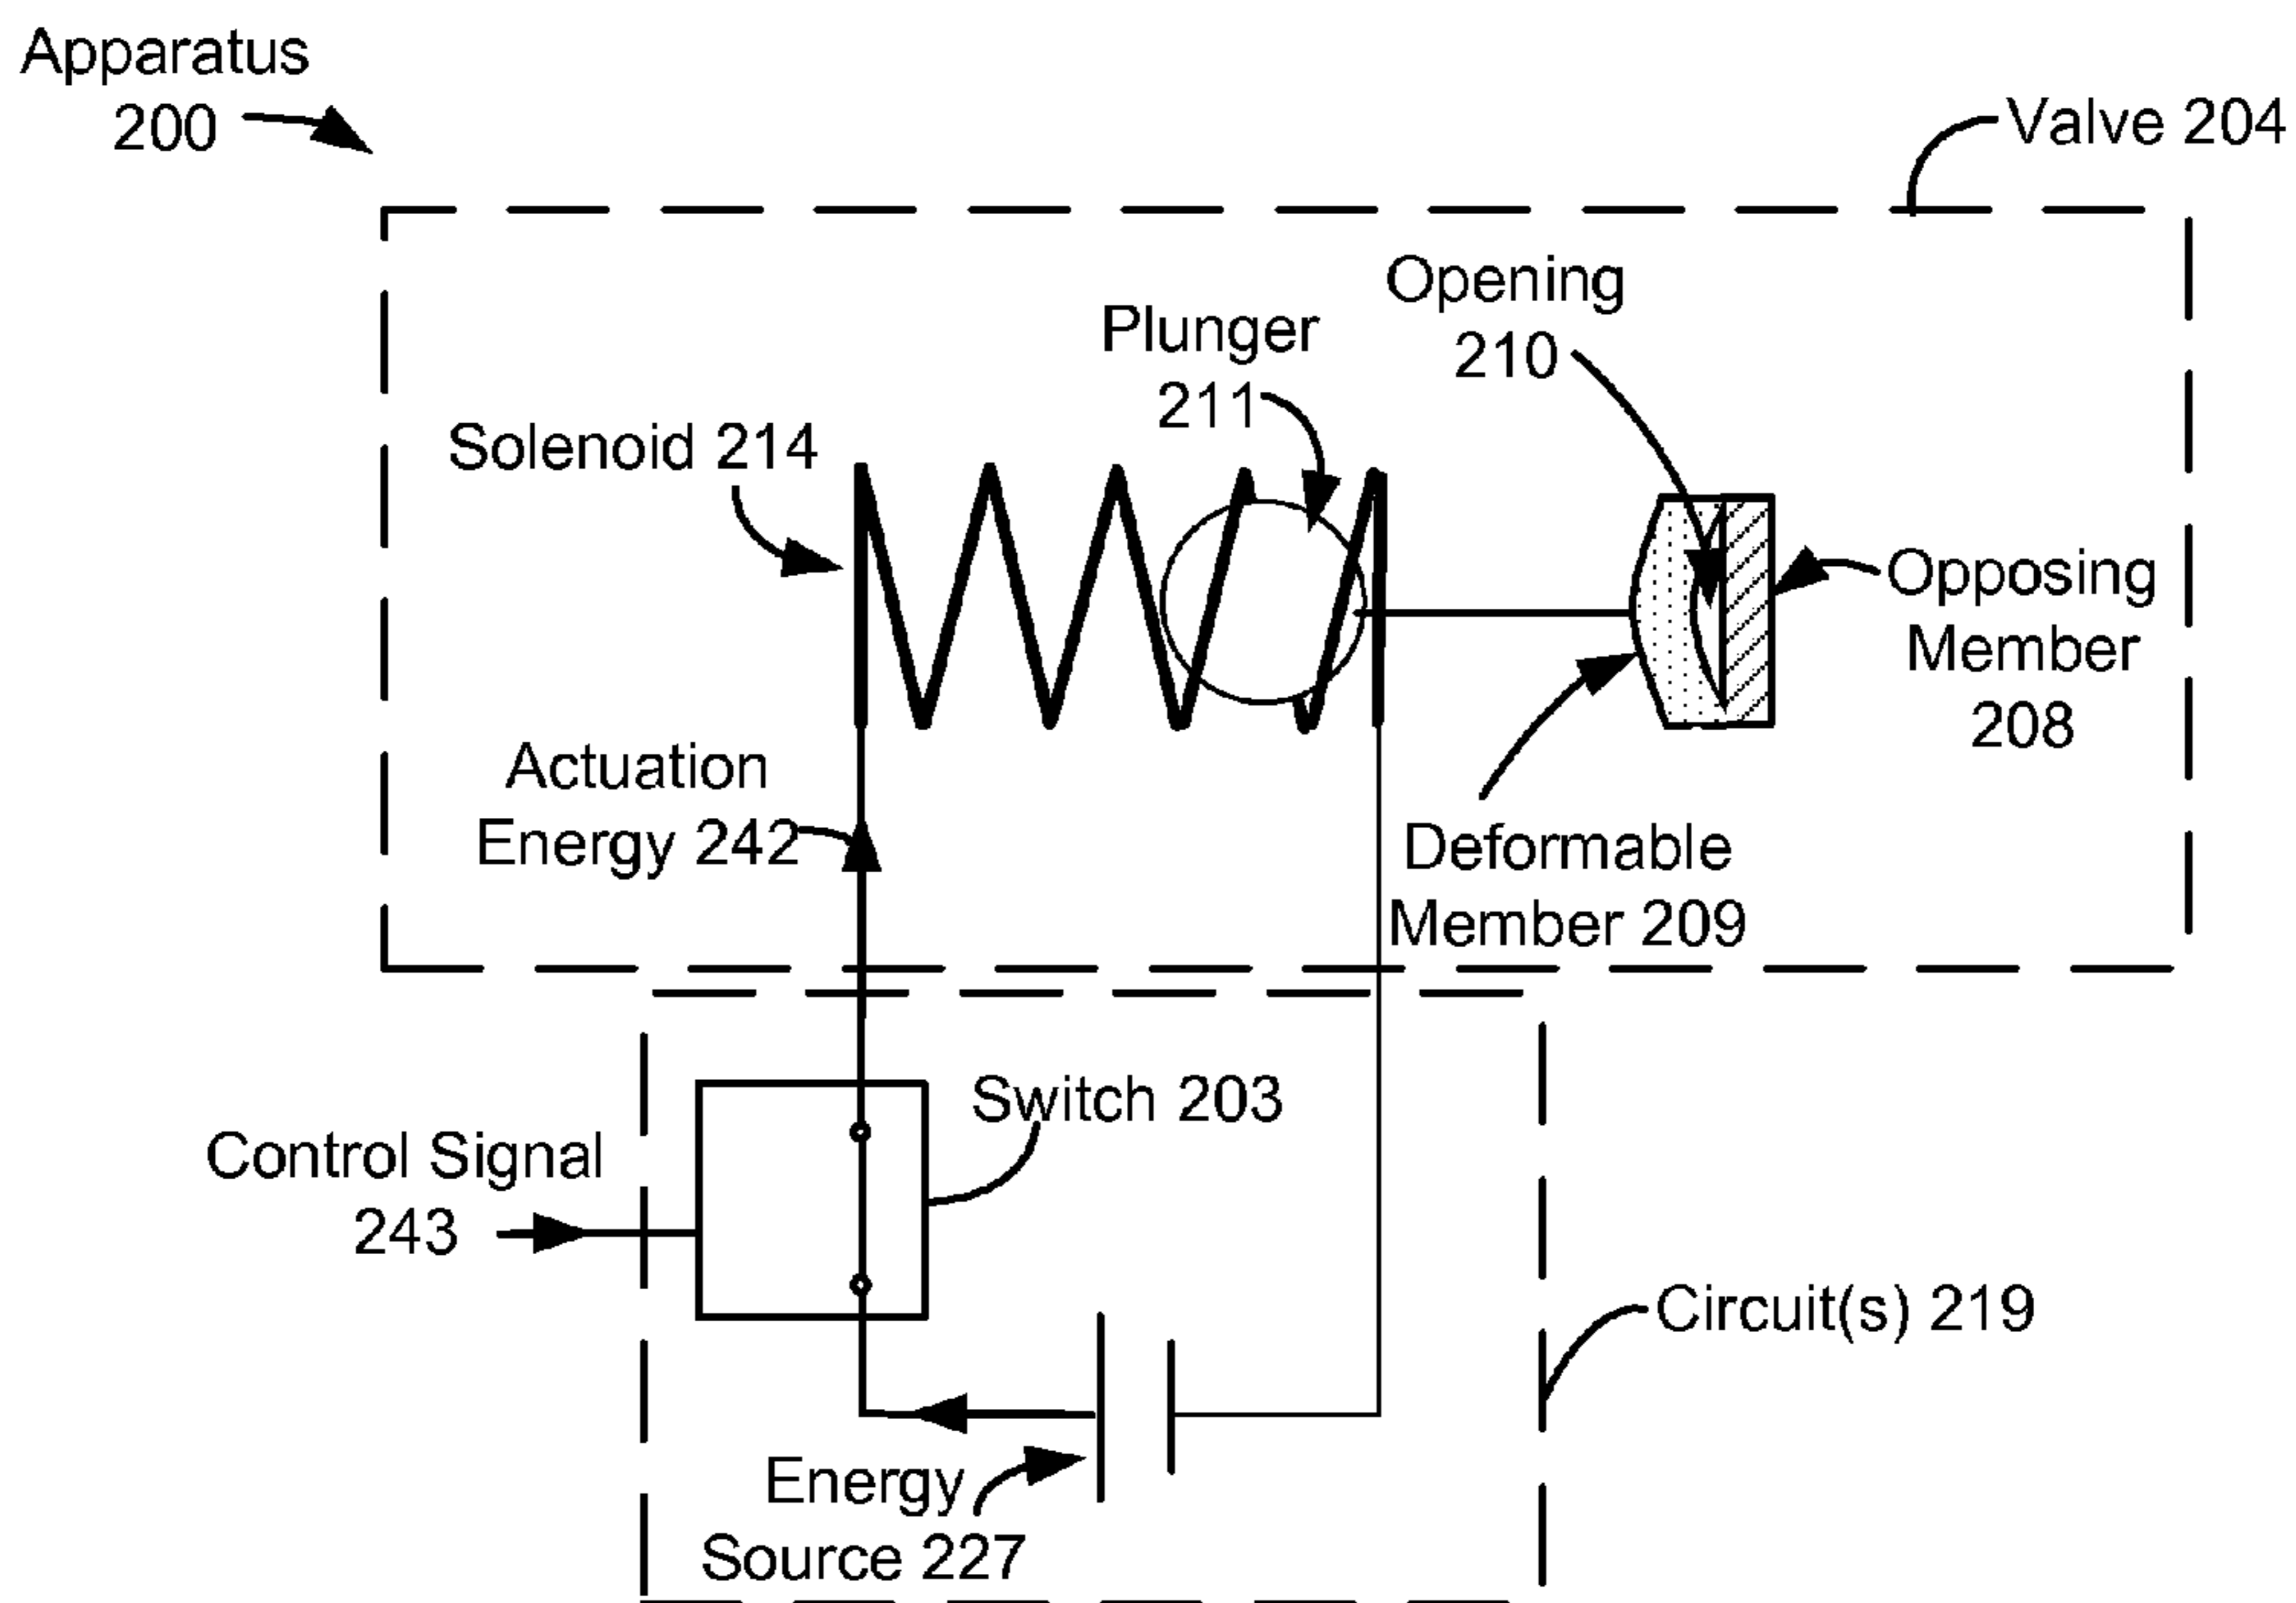 Apparatus
200
Valve 204
Opening
210
Plunger
211
Solenoid 214
Opposing
Member
208
Actuation
Energy 242
Deformable
Member 209
Switch 203
Control Signal
243
Circuit(s) 219
Energy
Source 227